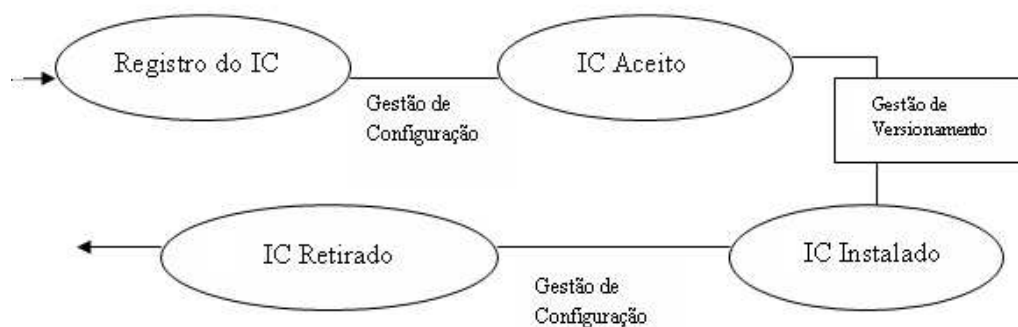 Registro do IC
IC Aceito
Gestão de
Configuração
Gestão de
Versionamento
IC Retirado
IC Instalado
Gestão de
Configuração